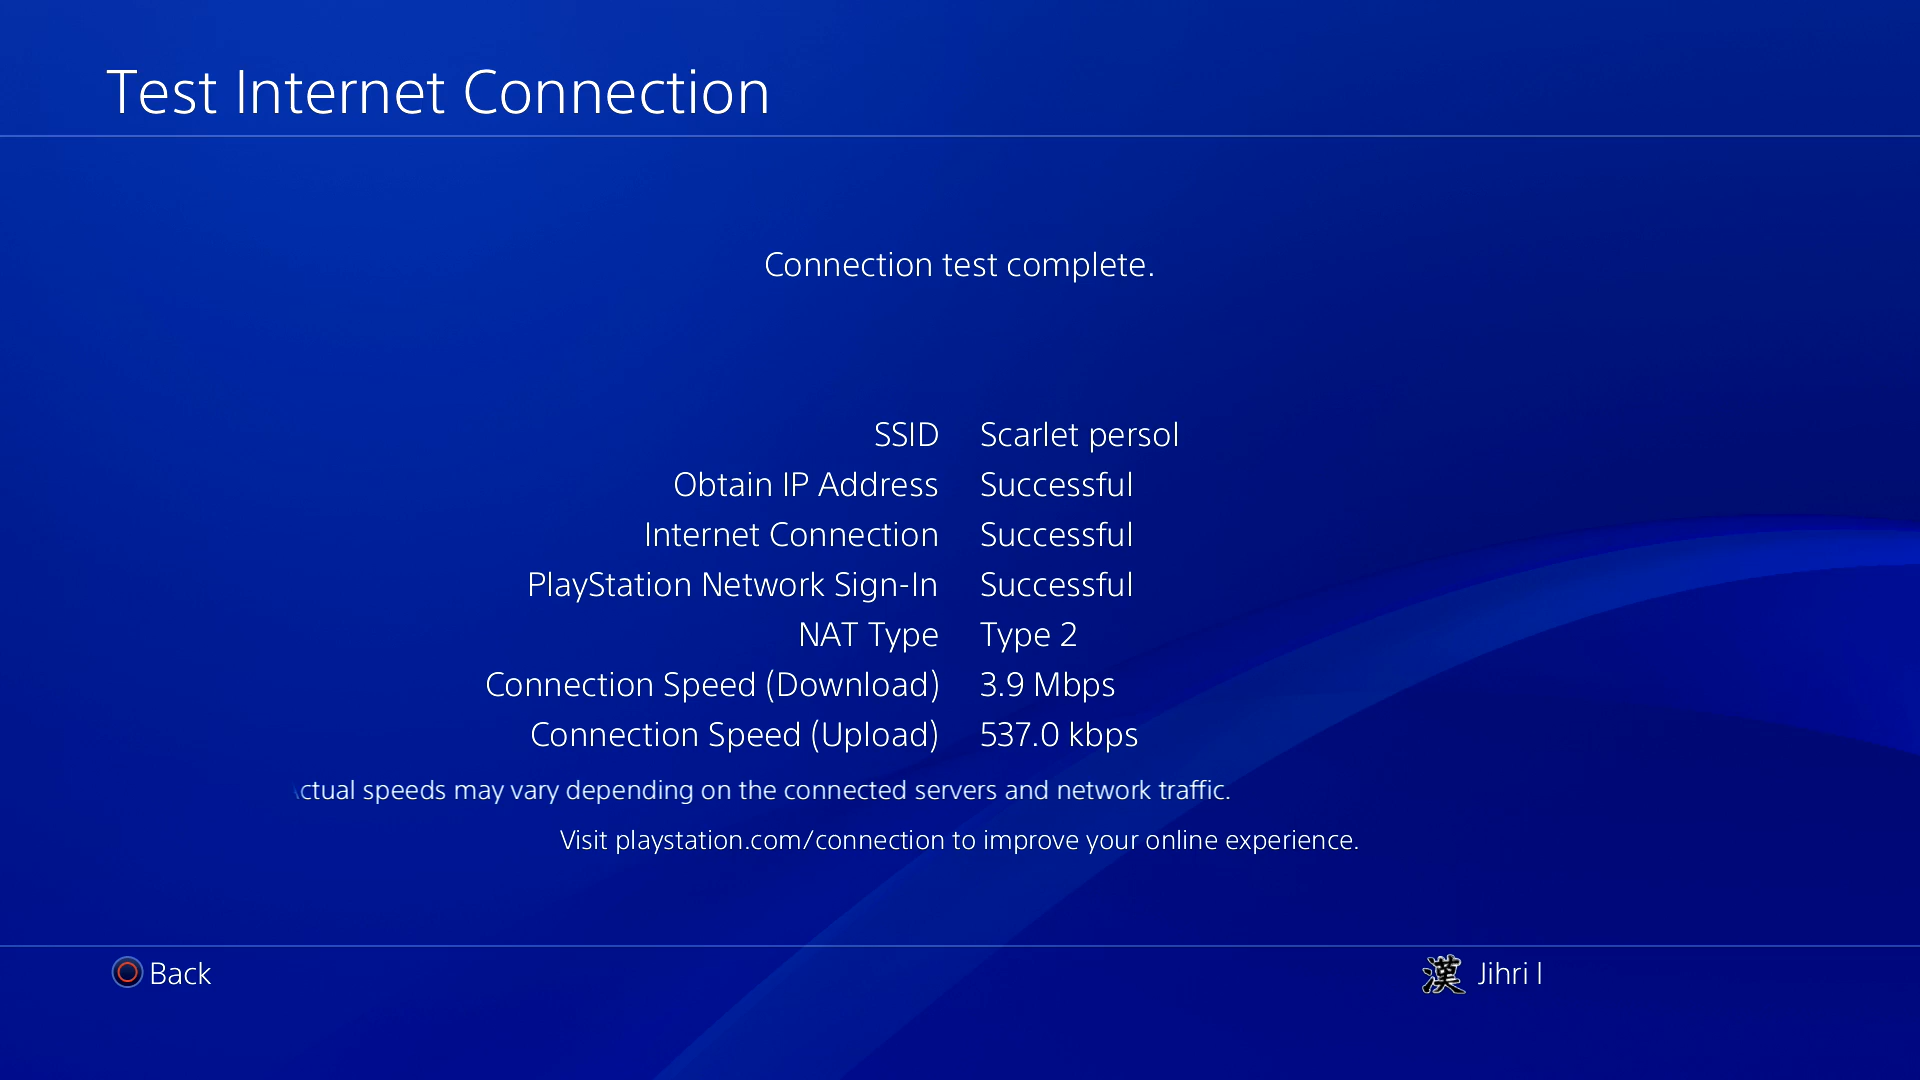 Test Internet Connection
Connection test complete.
SSID Scarlet persol
Obtain IP Address Successful
Internet Connection Successful
PlayStation Network Sign-In Successful
NAT Type Type 2
Connection Speed (Download) 3.9 Mbps
Connection Speed (Upload) 537.0 kbps
ctual speeds may vary depending on the connected servers and network traffic.
Visit playstation.com/connection to improve your online experience.
Back
漢 Jihri l